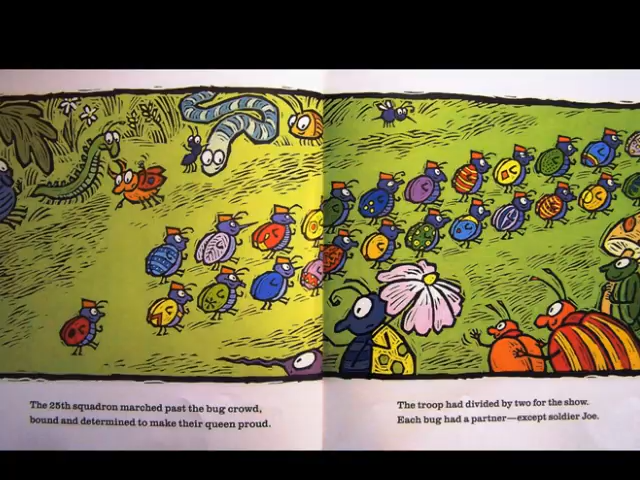 The 25th squadron marched past the bug crowd,
bound and determined to make their queen proud.
The troop had divided by two for the show.
Each bug had a partner—except soldier Joe.